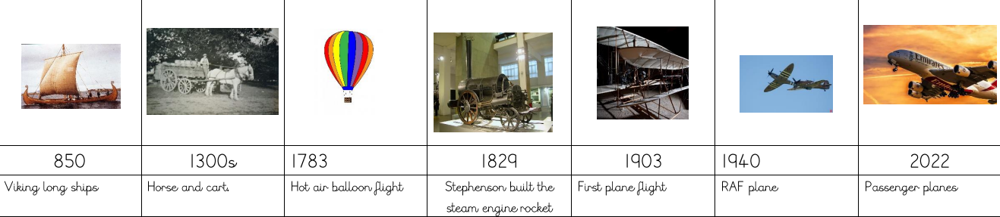 Emirates
850
1300s
1783
1829
1903
1940
2022
Viking long ships
Horse and cart.
Hot air balloon flight
Stephenson built the
steam engine rocket
First plane flight
RAF plane
Passenger planes